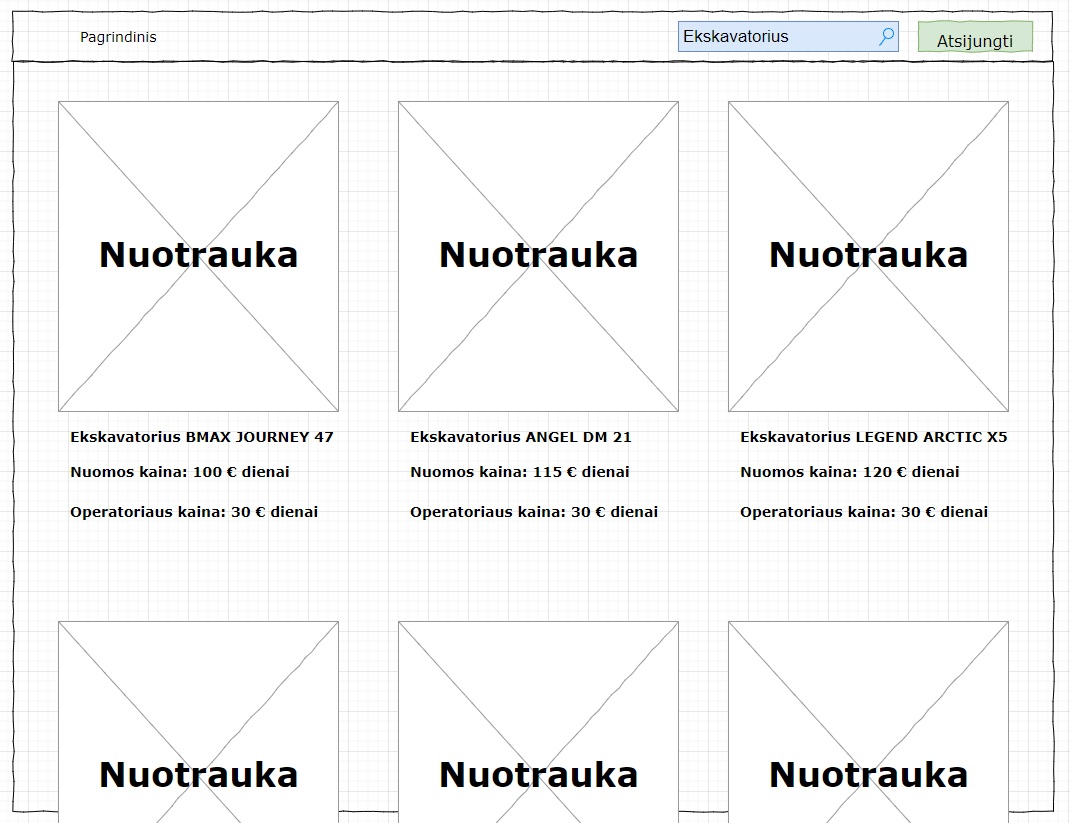 Pagrindinis
Ekskavatorius
Atsijungti
Nuotrauka
Nuotrauka
Nuotrauka
Ekskavatorius BMAX JOURNEY 47
Nuomos kaina: 100 € dienai
Operatoriaus kaina: 30 € dienai
Ekskavatorius ANGEL DM 21
Nuomos kaina: 115 € dienai
Operatoriaus kaina: 30 € dienai
Ekskavatorius LEGEND ARCTIC X5
Nuomos kaina: 120 € dienai
Operatoriaus kaina: 30 € dienai
Nuotrauka
Nuotrauka
Nuotrauka